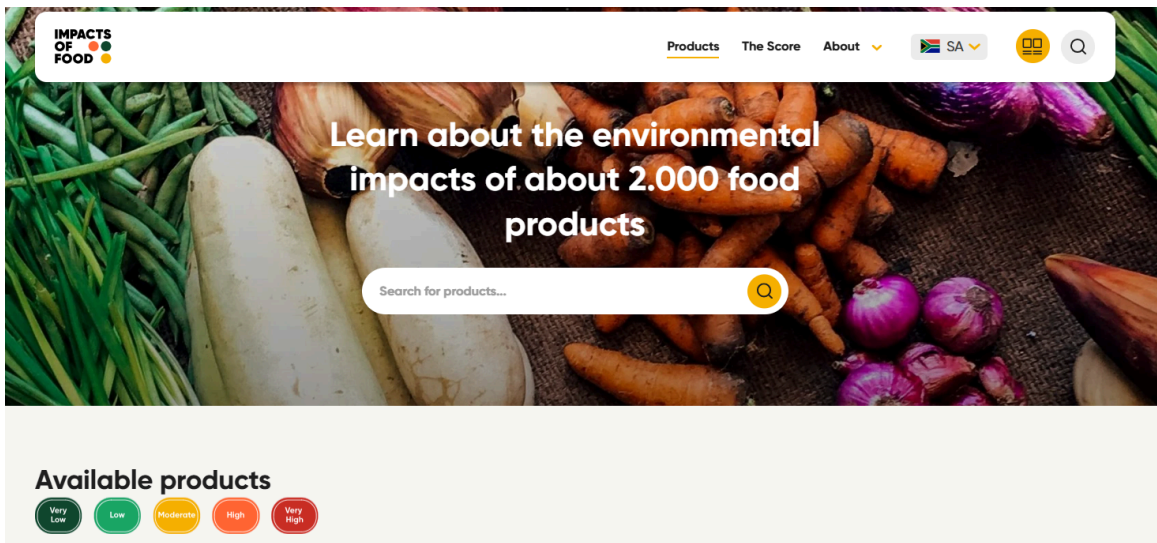 IMPACTS
OF
FOOD
Products The Score About SA
Learn about the environmental
impacts of about 2.000 food
products
Search for products...
Available products
Very
Low
Low
Moderate
High
Very
High